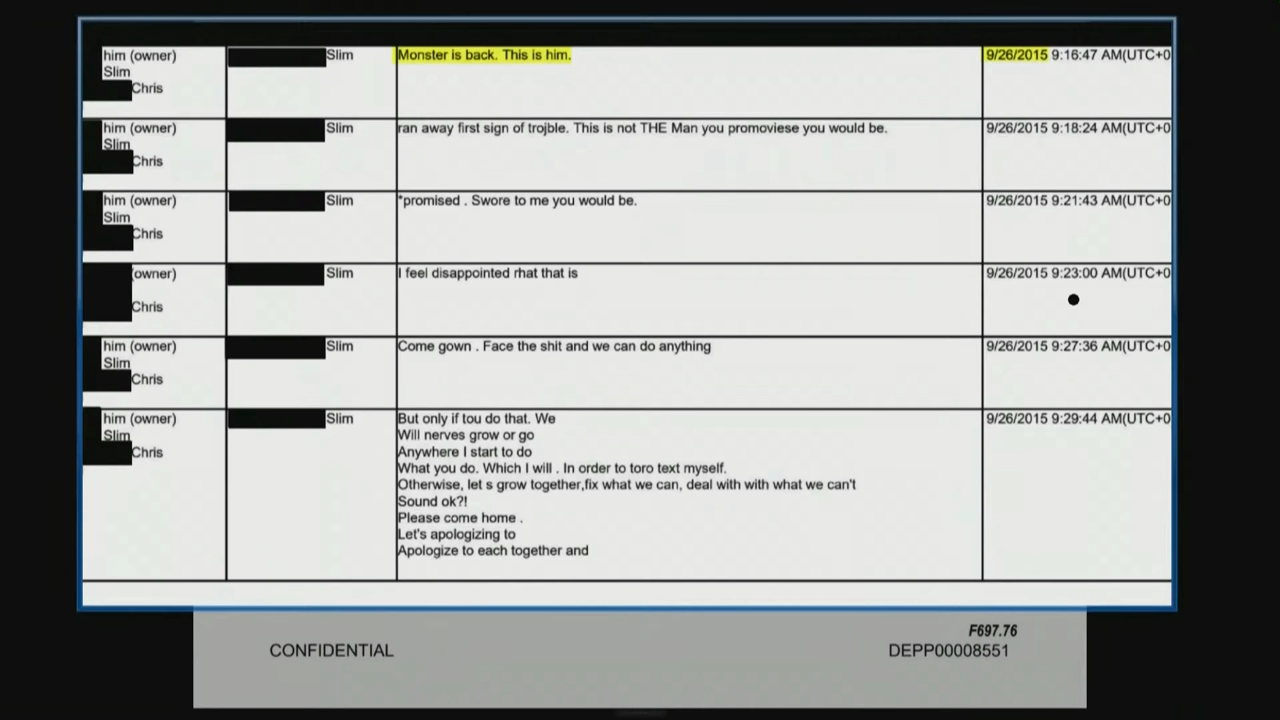 him (owner) Slim Monster is back. This is him. 9/26/2015 9:16:47 AM(UTC+0
Slim
Chris
him (owner) Slim ran away first sign of trojble. This is not THE Man you promoviese you would be. 9/26/2015 9:18:24 AM(UTC+0
Slim
Chris
him (owner) Slim *promised . Swore to me you would be. 9/26/2015 9:21:43 AM(UTC+0
Slim
Chris
(owner) Slim I feel disappointed rhat that is 9/26/2015 9:23:00 AM(UTC+0
Chris
him (owner) Slim Come gown . Face the shit and we can do anything 9/26/2015 9:27:36 AM(UTC+0
Slim
Chris
him (owner) Slim But only if tou do that. We 9/26/2015 9:29:44 AM(UTC+0
Slim Will nerves grow or go
Chris Anywhere I start to do
What you do. Which I will . In order to toro text myself.
Otherwise, let s grow together,fix what we can, deal with with what we can't
Sound ok?!
Please come home .
Let's apologizing to
Apologize to each together and
F697.76
CONFIDENTIAL DEPP00008551